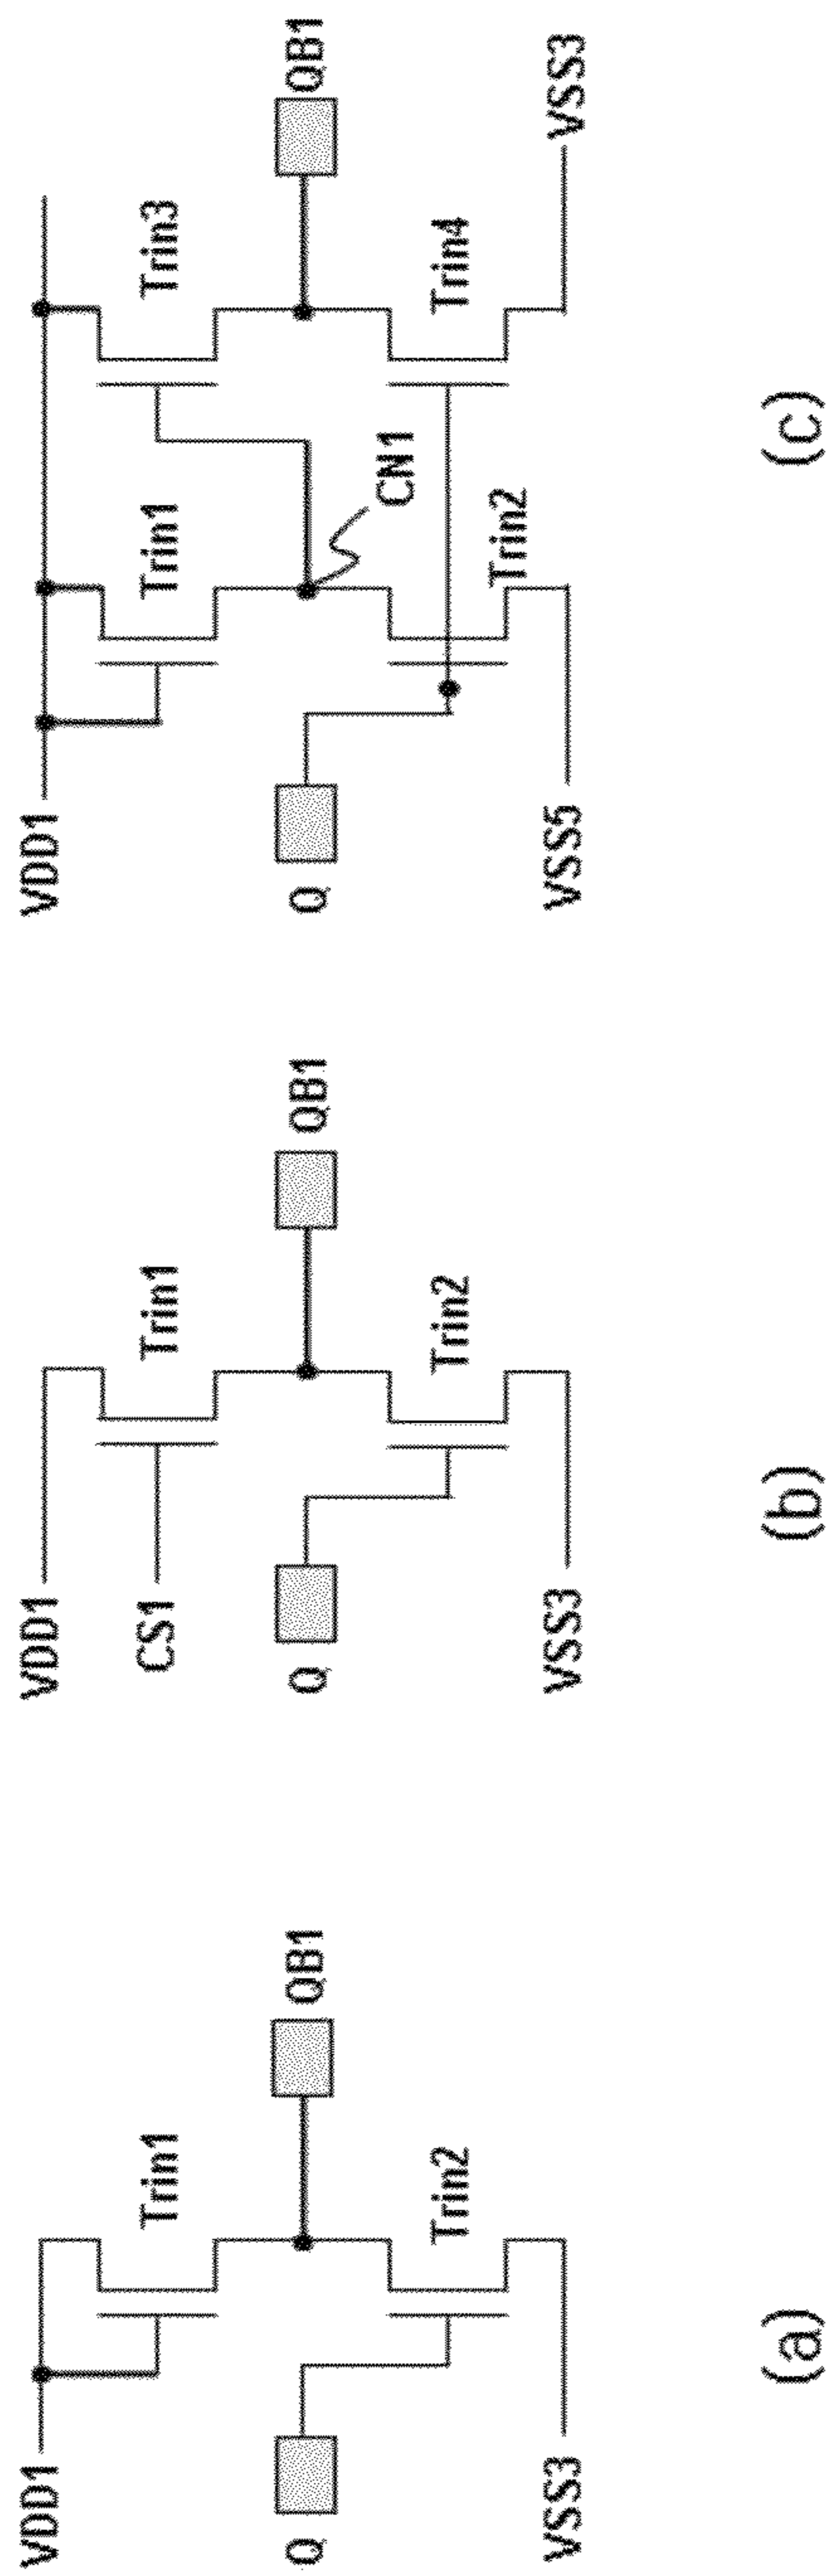 VDD1
Trin1
Q
QB1
Trin2
VSS3
(a)
VDD1
CS1
Trin1
Q
QB1
Trin2
VSS3
(b)
VDD1
Trin1
Trin3
Q
QB1
CN1
Trin4
Trin2
VSS5
VSS3
(c)